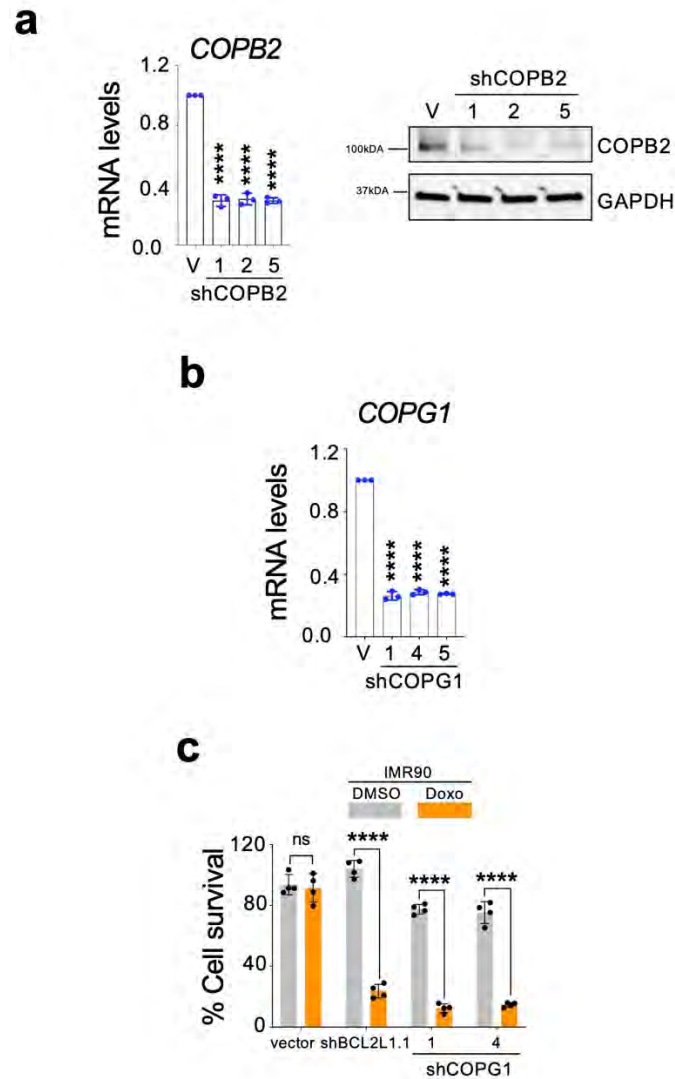 a
COPB2
mRNA levels
1.2
0.8
0.4
0.0
****
****
****
V 1 2 5
shCOPB2
shCOPB2
V 1 2 5
100kDA
COPB2
37kDA
GAPDH
b
COPG1
mRNA levels
1.2
0.8
0.4
0.0
****
****
****
V 1 4 5
shCOPG1
c
IMR90
DMSO Doxo
% Cell survival
120
80
40
0
ns
****
****
****
vector shBCL2L1.1 1 4
shCOPG1